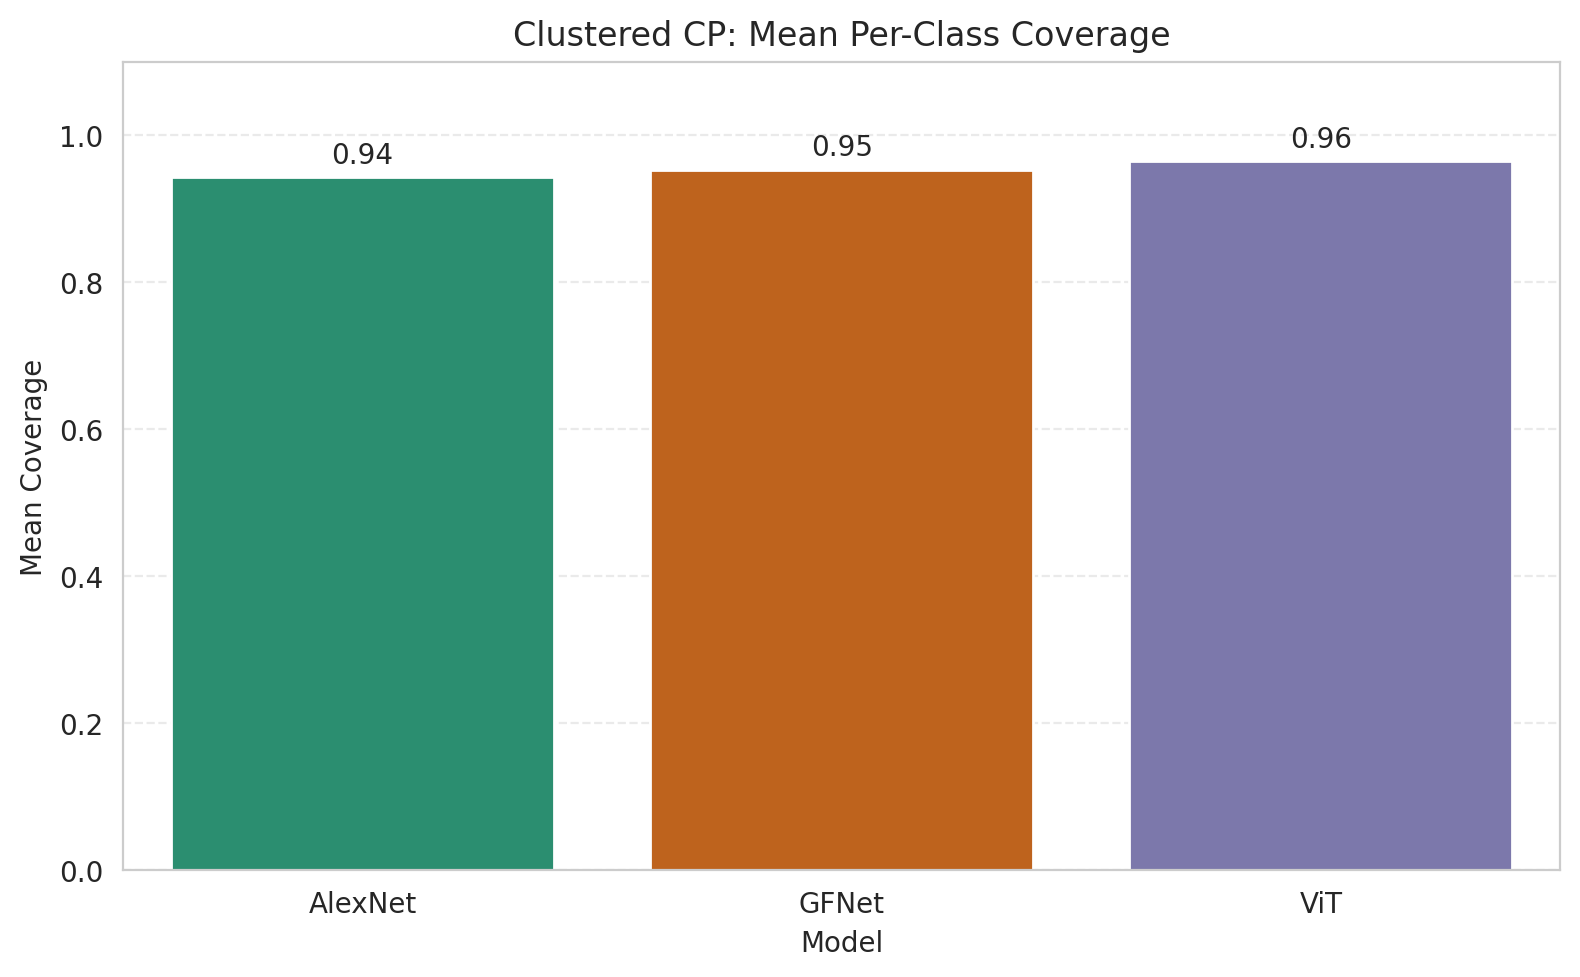 Clustered CP: Mean Per-Class Coverage
Mean Coverage
1.0
0.8
0.6
0.4
0.2
0.0
0.94
0.95
0.96
AlexNet
GFNet
ViT
Model